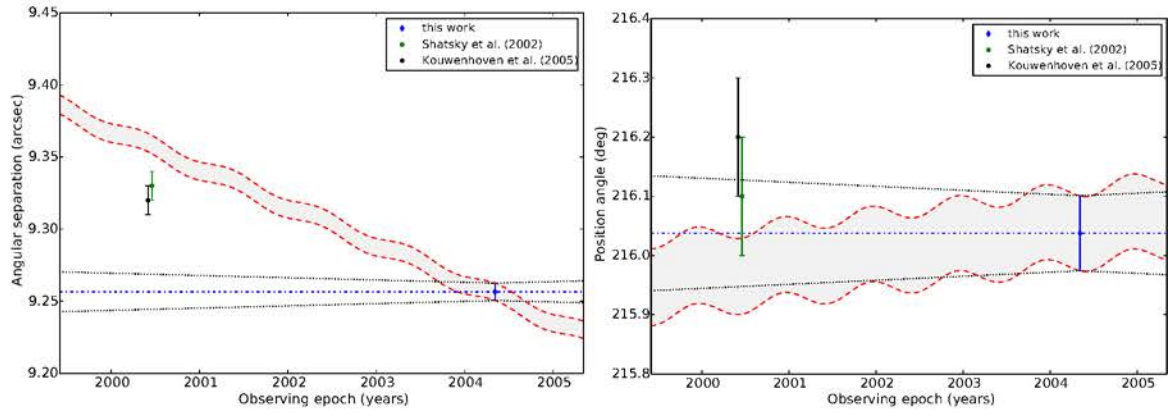 9.45
9.40
9.35
9.30
9.25
9.20
Angular separation (arcsec)
this work
Shatsky et al. (2002)
Kouwenhoven et al. (2005)
2000 2001 2002 2003 2004 2005
Observing epoch (years)
216.4
216.3
216.2
216.1
216.0
215.9
215.8
Position angle (deg)
this work
Shatsky et al. (2002)
Kouwenhoven et al. (2005)
2000 2001 2002 2003 2004 2005
Observing epoch (years)